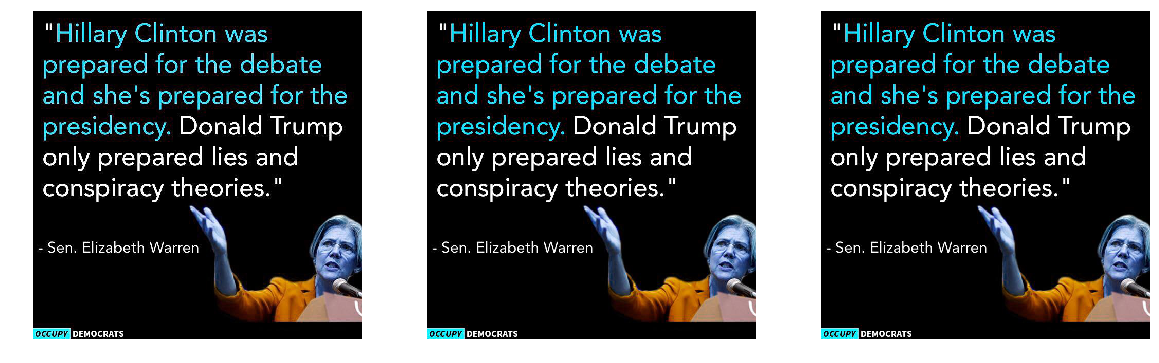 "Hillary Clinton was
prepared for the debate
and she's prepared for the
presidency. Donald Trump
only prepared lies and
conspiracy theories."
- Sen. Elizabeth Warren
OCCUPY DEMOCRATS
"Hillary Clinton was
prepared for the debate
and she's prepared for the
presidency. Donald Trump
only prepared lies and
conspiracy theories."
- Sen. Elizabeth Warren
OCCUPY DEMOCRATS
"Hillary Clinton was
prepared for the debate
and she's prepared for the
presidency. Donald Trump
only prepared lies and
conspiracy theories."
- Sen. Elizabeth Warren
OCCUPY DEMOCRATS